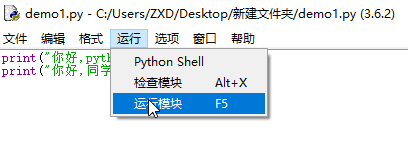 demo1.py - C:/Users/ZXD/Desktop/新建文件夹/demo1.py (3.6.2)
文件 编辑 格式 运行 选项 窗口 帮助
print("你好,pyth
print("你好,同学
Python Shell
检查模块 Alt+X
运行模块 F5